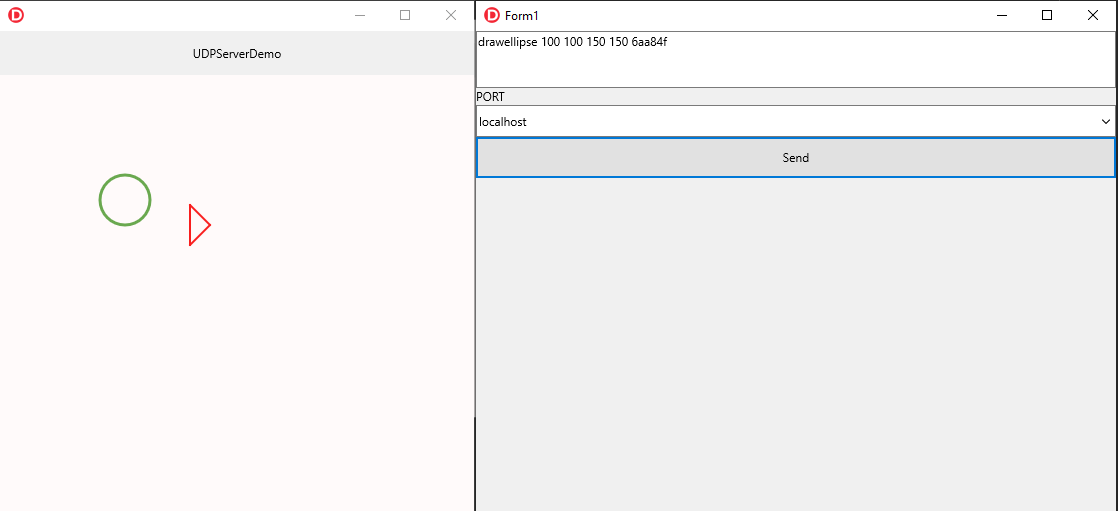 UDPServerDemo
Form1
drawellipse 100 100 150 150 6aa84f
PORT
localhost
Send